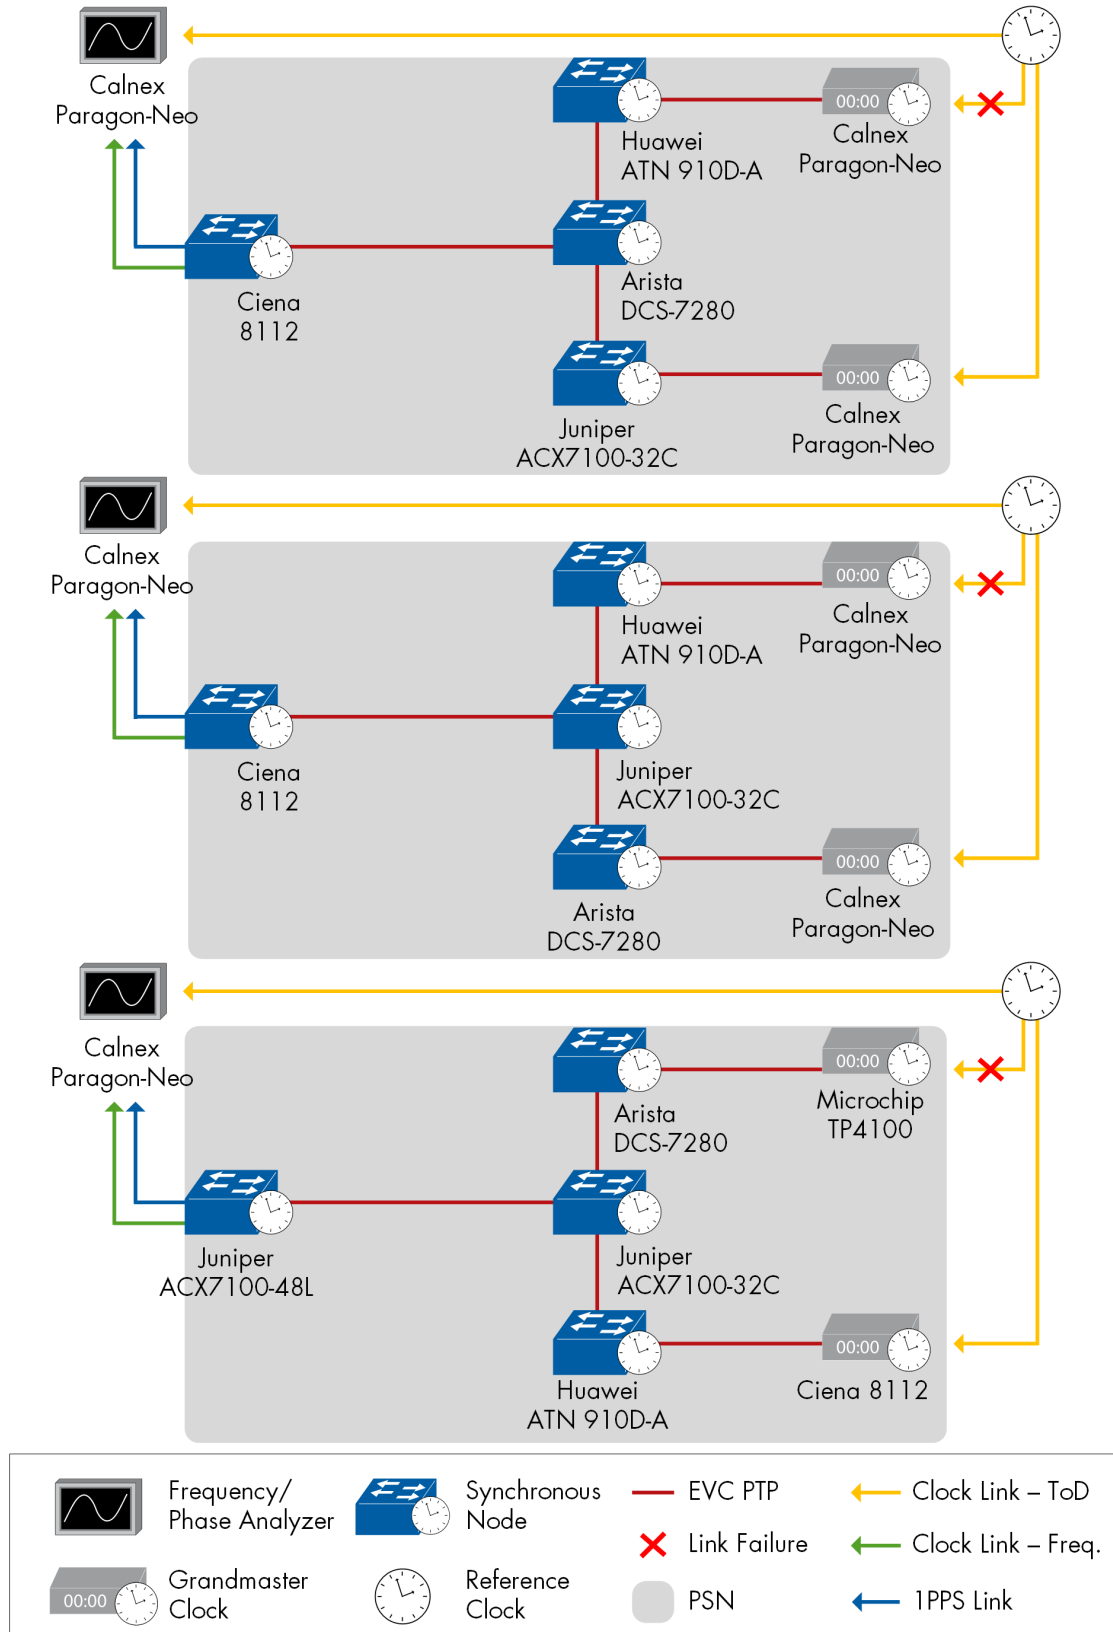 Calnex
Paragon-Neo
00:00
Huawei
ATN 910D-A
Calnex
Paragon-Neo
Ciena
8112
Arista
DCS-7280
00:00
Juniper
ACX7100-32C
Calnex
Paragon-Neo
Calnex
Paragon-Neo
00:00
Huawei
ATN 910D-A
Calnex
Paragon-Neo
Ciena
8112
Juniper
ACX7100-32C
00:00
Arista
DCS-7280
Calnex
Paragon-Neo
Calnex
Paragon-Neo
00:00
Arista
DCS-7280
Microchip
TP4100
Juniper
ACX7100-48L
Juniper
ACX7100-32C
00:00
Huawei
ATN 910D-A
Ciena 8112
Frequency/
Phase Analyzer
Synchronous
Node
EVC PTP
Clock Link – ToD
Link Failure
Clock Link – Freq.
00:00
Grandmaster
Clock
Reference
Clock
PSN
1PPS Link